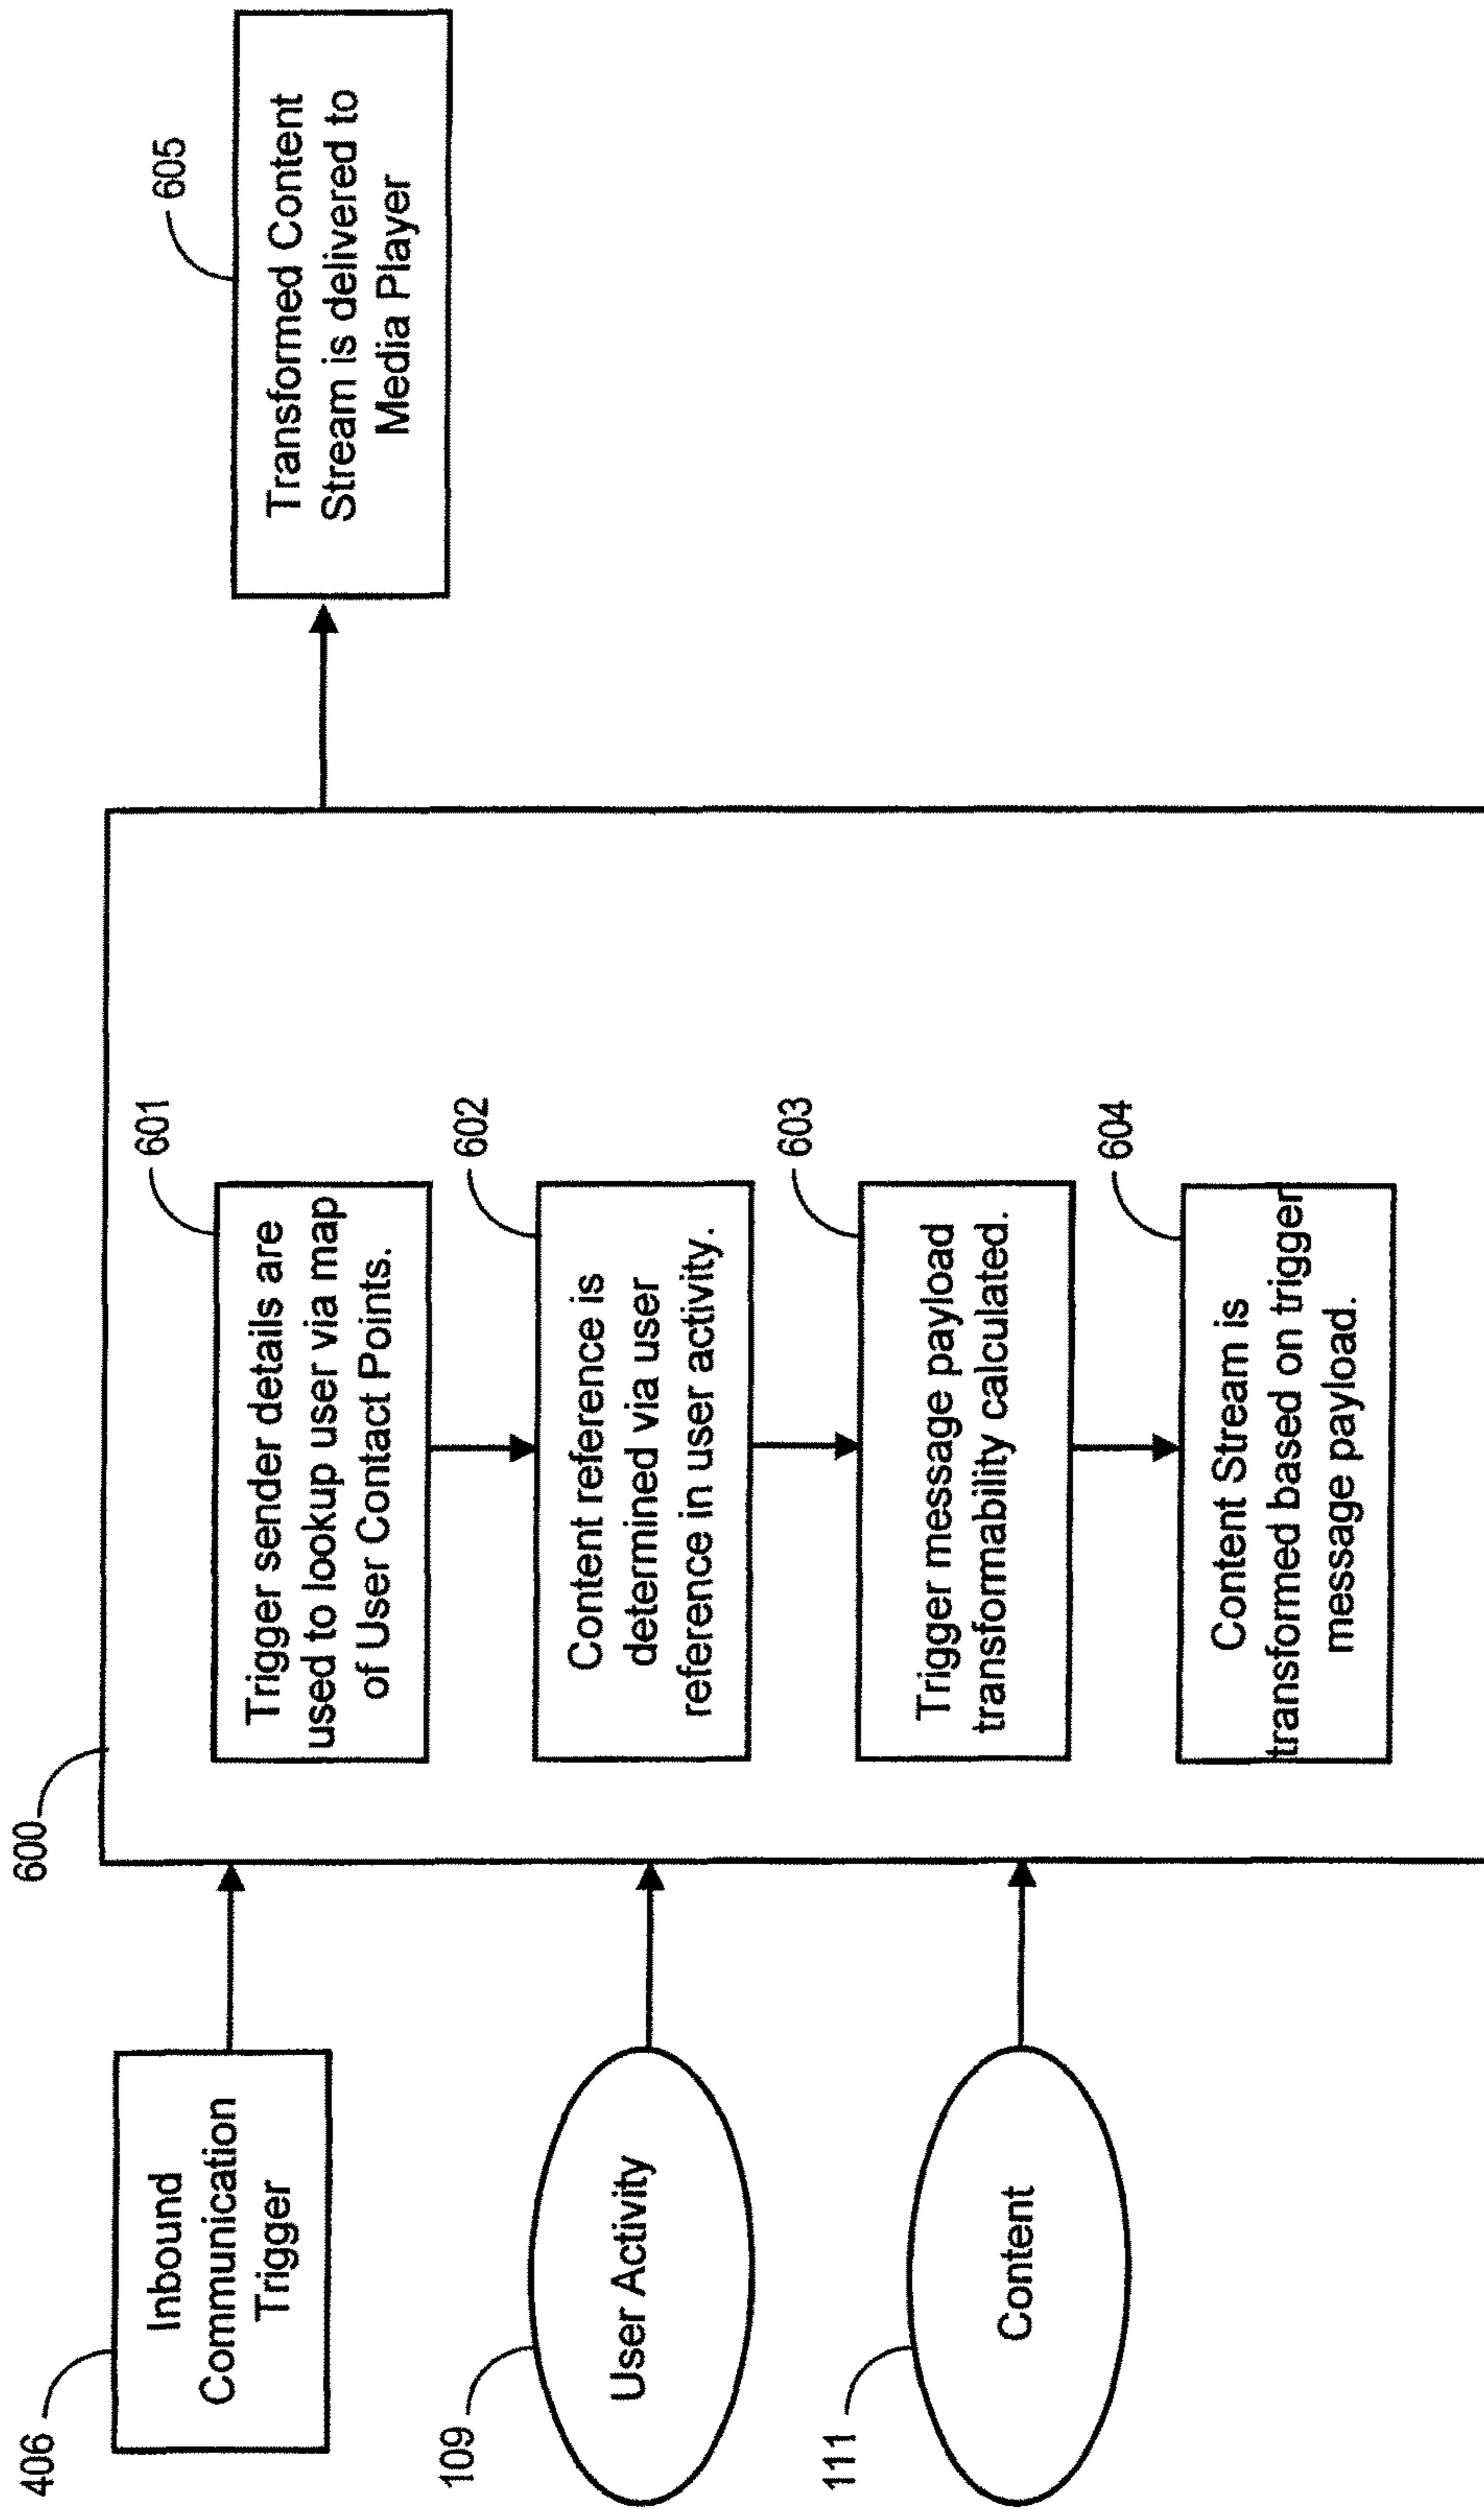 406
Inbound
Communication
Trigger
109
User Activity
111
Content
600
601
Trigger sender details are
used to lookup user via map
of User Contact Points.
602
Content reference is
determined via user
reference in user activity.
603
Trigger message payload
transformability calculated.
604
Content Stream is
transformed based on trigger
message payload.
605
Transformed Content
Stream is delivered to
Media Player